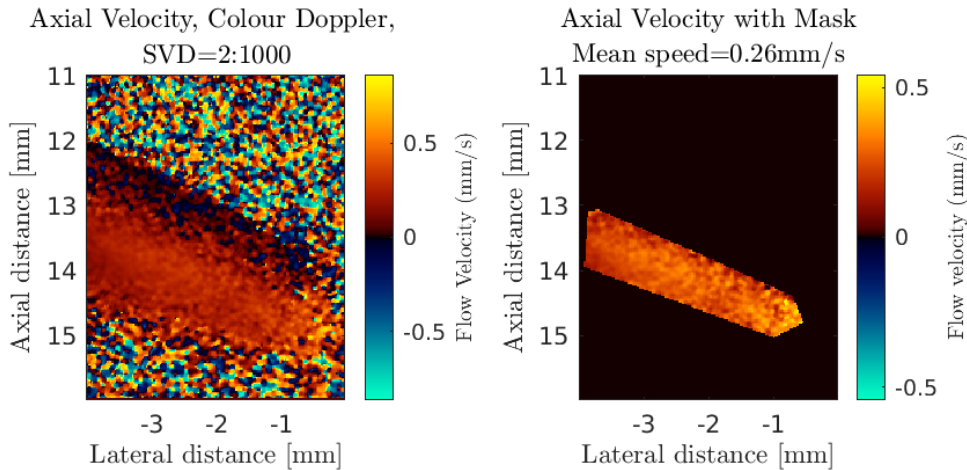 Axial Velocity, Colour Doppler,
SVD=2:1000
11
12
13
14
15
Axial distance [mm]
-3
-2
-1
Lateral distance [mm]
0.5
0
-0.5
Flow Velocity (mm/s)
Axial Velocity with Mask
Mean speed=0.26mm/s
11
12
13
14
15
Axial distance [mm]
-3
-2
-1
Lateral distance [mm]
0.5
0
-0.5
Flow velocity (mm/s)